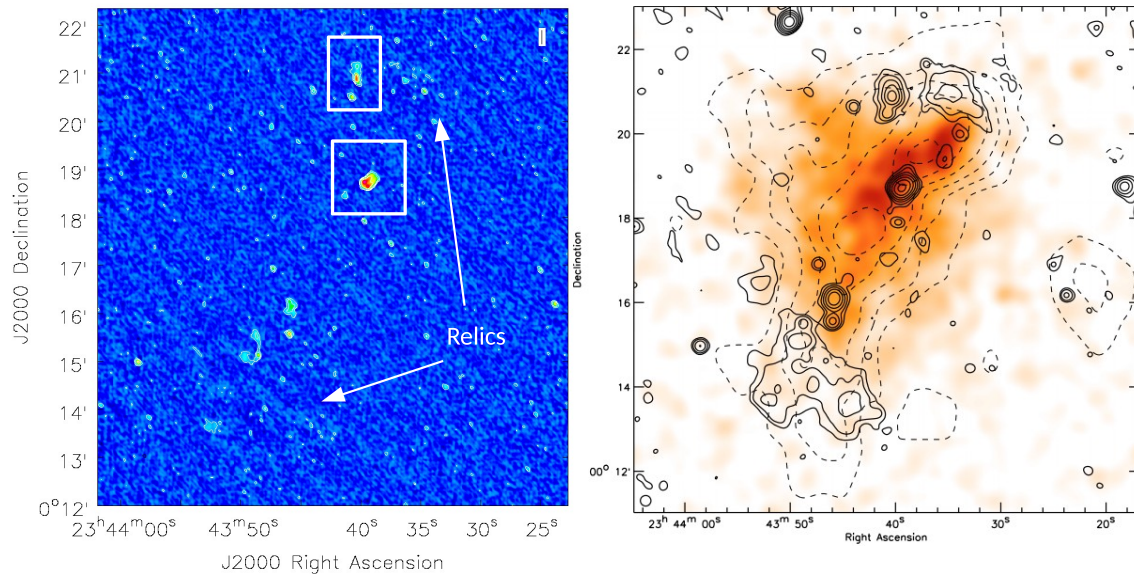 22'
21'
20'
19'
18'
17'
16'
15'
14'
13'
0°12'
J2000 Declination
23ʰ44ᵐ00ˢ
43ᵐ50ˢ
40ˢ
35ˢ
30ˢ
25ˢ
J2000 Right Ascension
Relics
22
20
18
16
14
00° 12'
Declination
23ʰ 44ᵐ 00ˢ
43ᵐ 50ˢ
40ˢ
30ˢ
20ˢ
Right Ascension